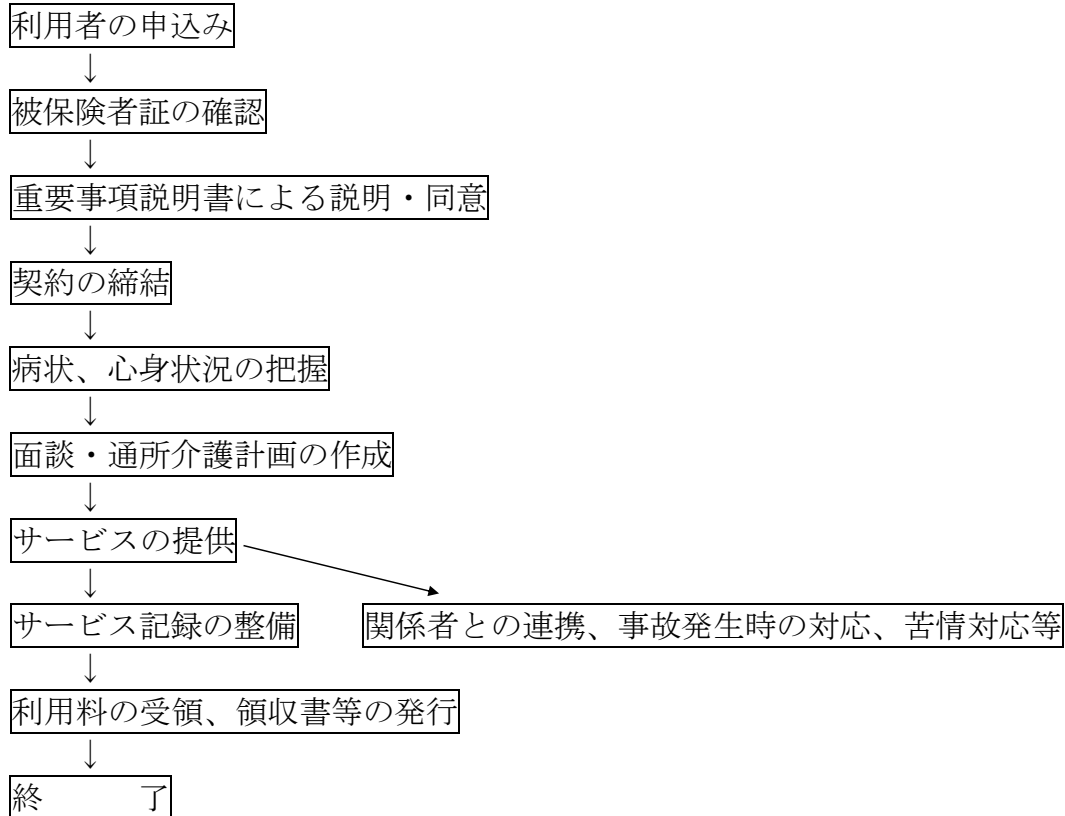 利用者の申込み
↓
被保険者証の確認
↓
重要事項説明書による説明・同意
↓
契約の締結
↓
病状、心身状況の把握
↓
面談・通所介護計画の作成
↓
サービスの提供
↓
サービス記録の整備　関係者との連携、事故発生時の対応、苦情対応等
↓
利用料の受領、領収書等の発行
↓
終　　　了